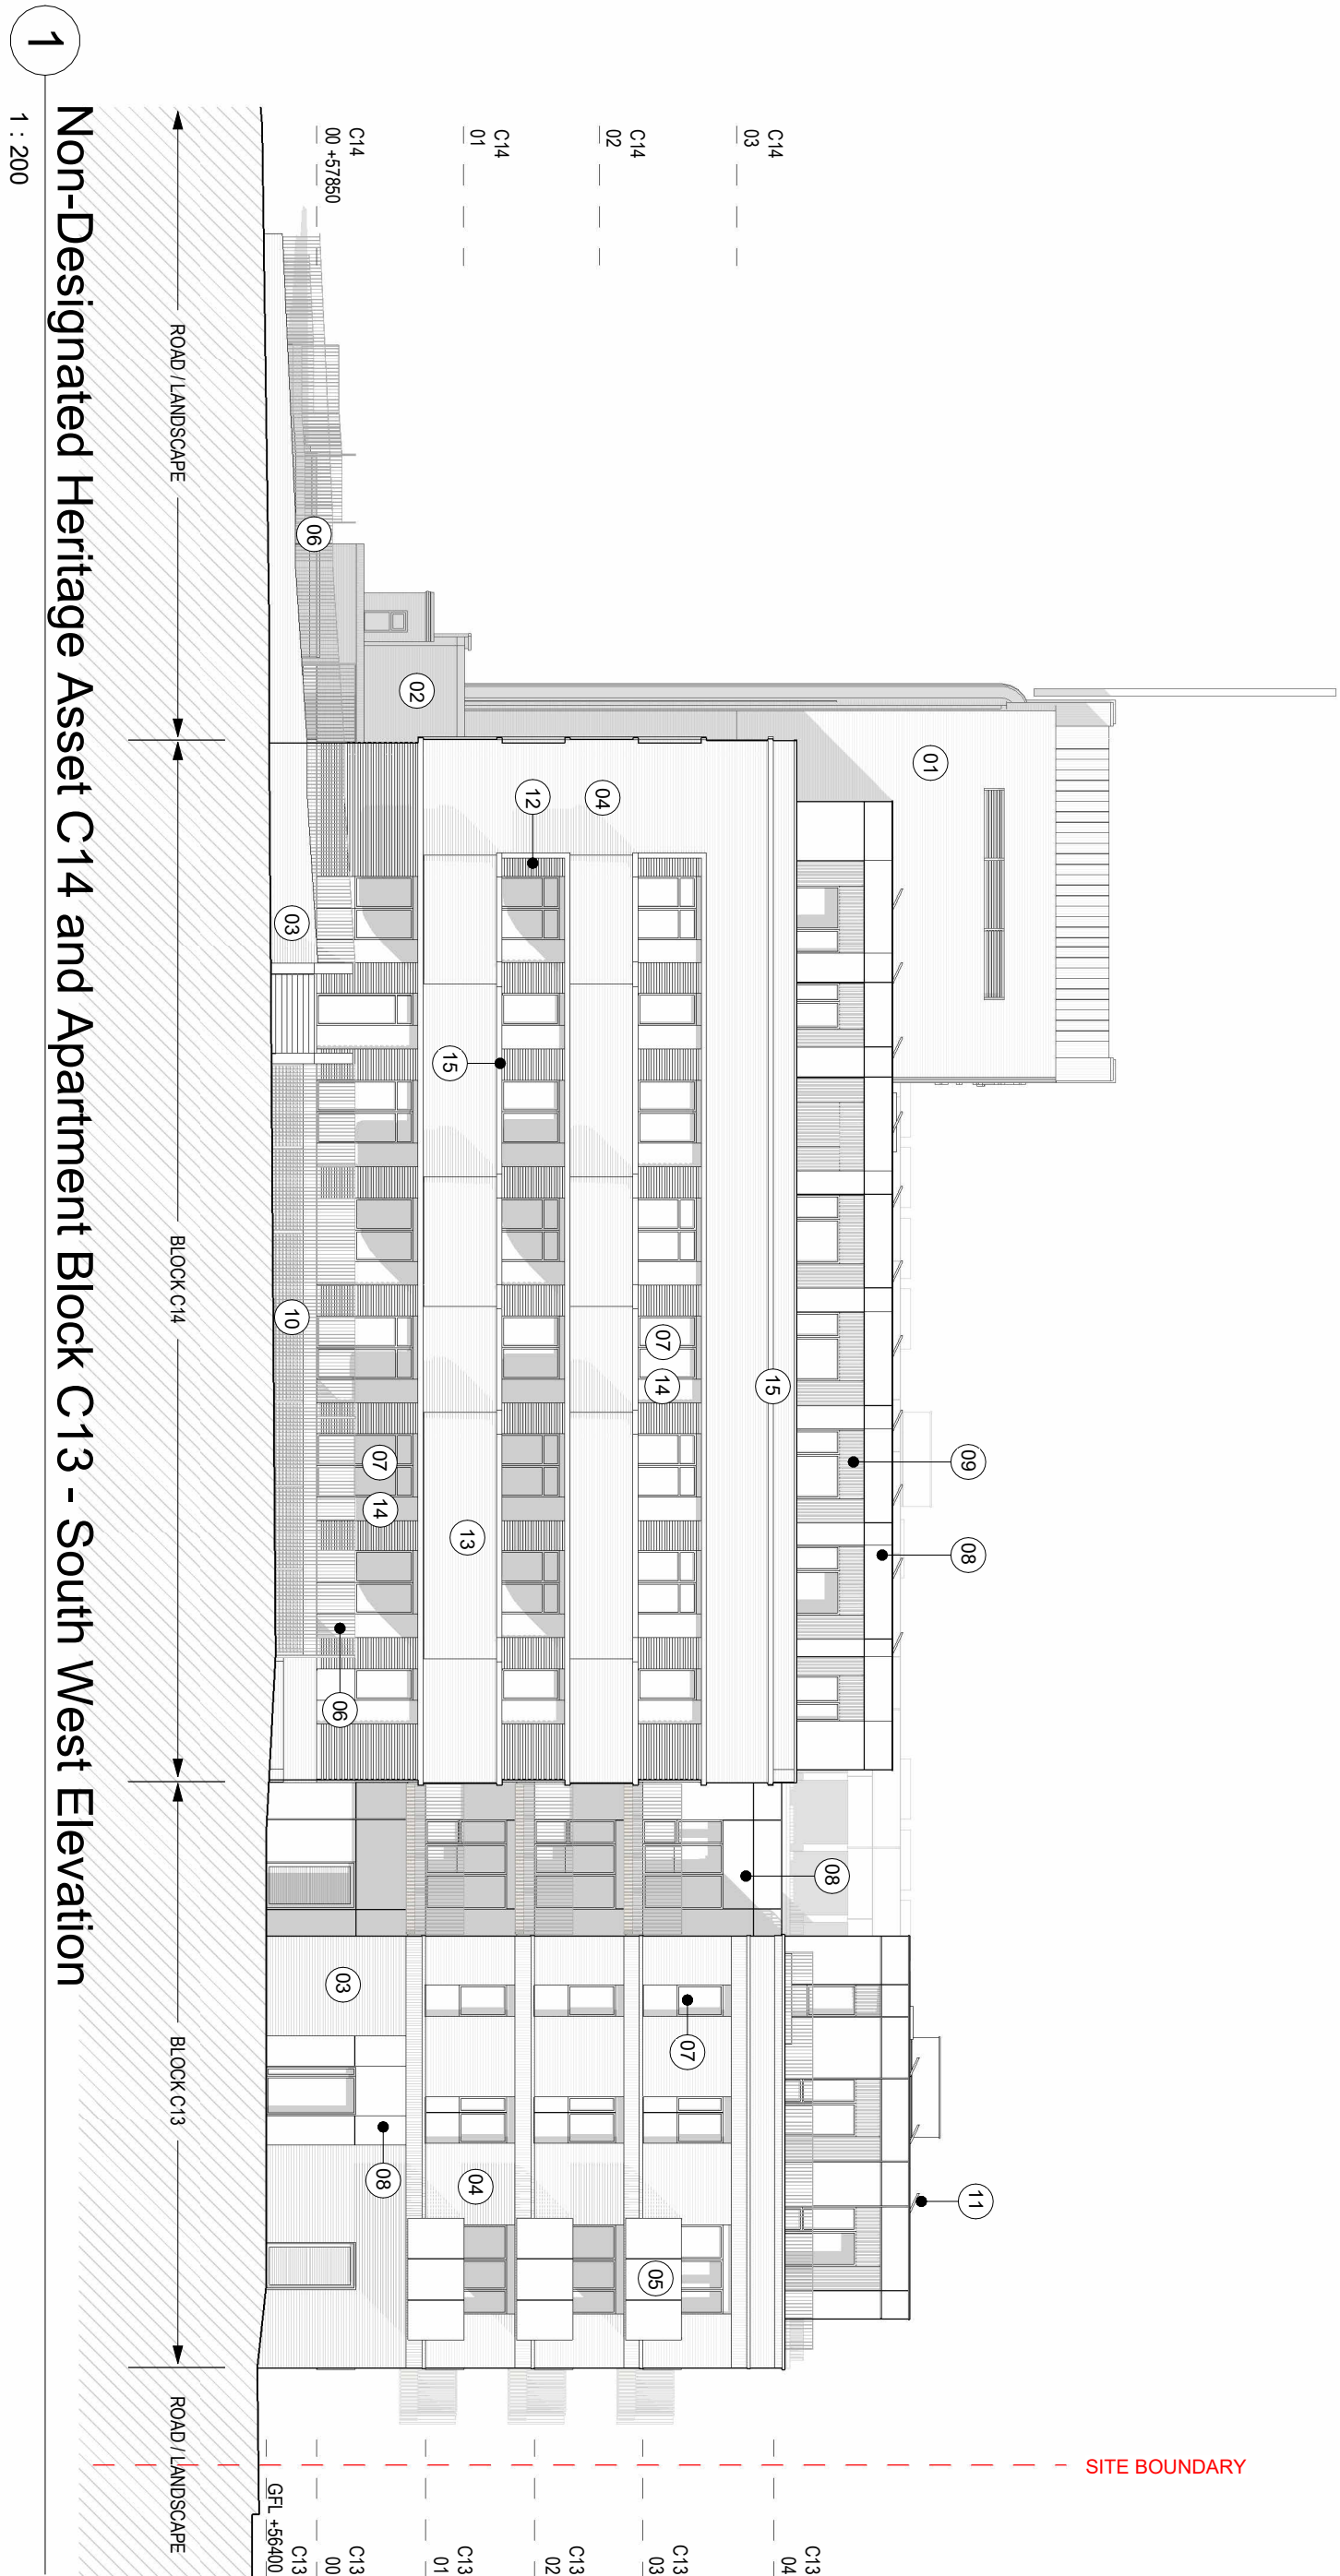 C14
03
C14
02
C14
01
C14
00 +57850
01
02
06
12
04
03
15
10
07
14
15
07
14
13
06
09
08
08
03
07
08
04
05
11
SITE BOUNDARY
C13
04
C13
03
C13
02
C13
01
C13
00
C13
GFL +56400
ROAD / LANDSCAPE
BLOCK C14
BLOCK C13
ROAD / LANDSCAPE
1
Non-Designated Heritage Asset C14 and Apartment Block C13 - South West Elevation
1 : 200